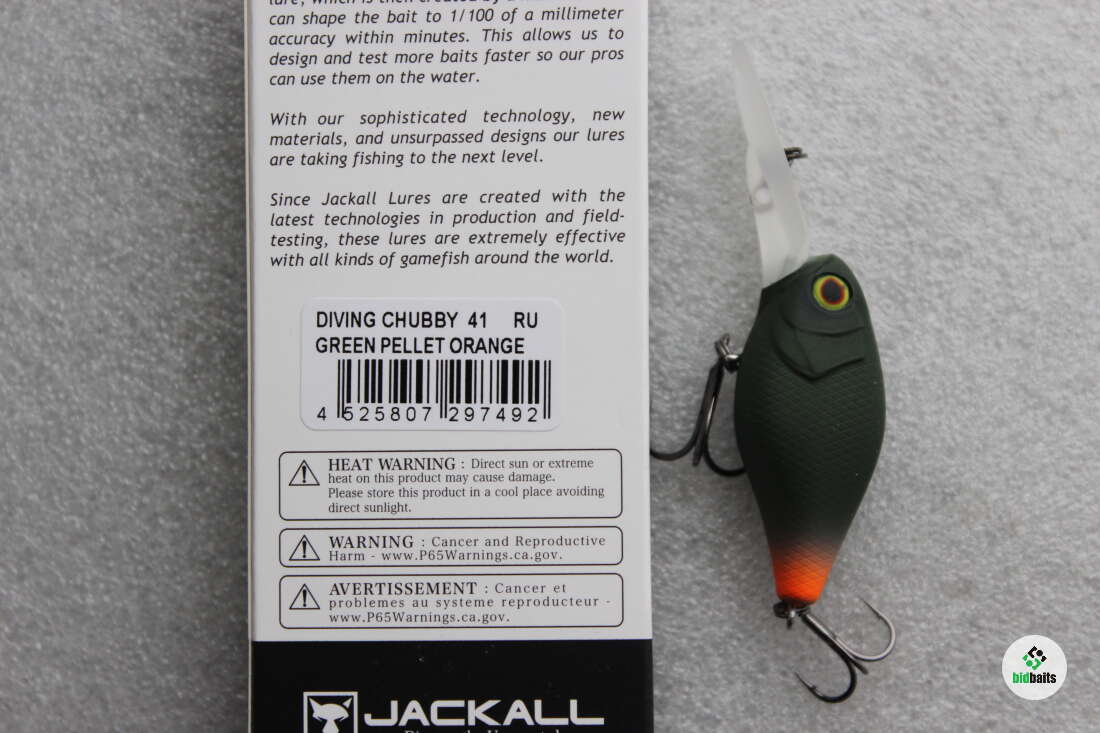 can shape the bait to 1/100 of a millimeter
accuracy within minutes. This allows us to
design and test more baits faster so our pros
can use them on the water.
With our sophisticated technology, new
materials, and unsurpassed designs our lures
are taking fishing to the next level.
Since Jackall Lures are created with the
latest technologies in production and field-
testing, these lures are extremely effective
with all kinds of gamefish around the world.
DIVING CHUBBY 41 RU
GREEN PELLET ORANGE
4 525807 297492
HEAT WARNING : Direct sun or extreme
heat on this product may cause damage.
Please store this product in a cool place avoiding
direct sunlight.
WARNING : Cancer and Reproductive
Harm - www.P65Warnings.ca.gov.
AVERTISSEMENT : Cancer et
problemes au systeme reproducteur -
www.P65Warnings.ca.gov.
JACKALL
bidbaits